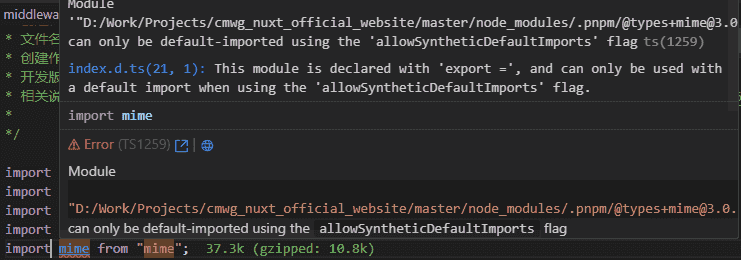 Module
middlewa
'"D:/Work/Projects/cmwg_nuxt_official_website/master/node_modules/.pnpm/@types+mime@3.0
* 文件名
can only be default-imported using the 'allowSyntheticDefaultImports' flag ts(1259)
* 创建作
index.d.ts(21, 1): This module is declared with 'export =', and can only be used with
* 开发版
a default import when using the 'allowSyntheticDefaultImports' flag.
* 相关说
*
import mime
*/
Error (TS1259) |
import
Module
import
import
"D:/Work/Projects/cmwg_nuxt_official_website/master/node_modules/.pnpm/@types+mime@3.0.
import
can only be default-imported using the allowSyntheticDefaultImports flag
import mime from "mime"; 37.3k (gzipped: 10.8k)